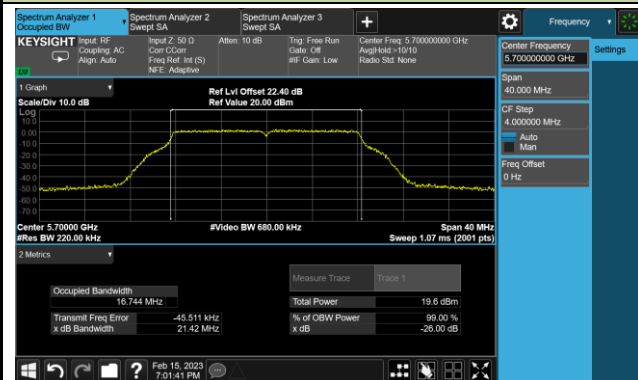 Spectrum Analyzer 1
Occupied BW
Spectrum Analyzer 2
Swept SA
Spectrum Analyzer 3
Swept SA
+
Frequency
KEYSIGHT
Input: RF
Coupling: AC
Align: Auto
Input Z: 50 Ω
Corr CCorr
Freq Ref: Int (S)
NFE: Adaptive
Atten: 10 dB
Trig: Free Run
Gate: Off
#IF Gain: Low
Center Freq: 5.700000000 GHz
Avg|Hold:>10/10
Radio Std: None
Center Frequency
5.700000000 GHz
Settings
Span
40.000 MHz
CF Step
4.000000 MHz
Auto
Man
Freq Offset
0 Hz
1 Graph
Scale/Div 10.0 dB
Ref Lvl Offset 22.40 dB
Ref Value 20.00 dBm
Log
10.0
0.00
-10.0
-20.0
-30.0
-40.0
-50.0
-60.0
-70.0
Center 5.70000 GHz
#Res BW 220.00 kHz
#Video BW 680.00 kHz
Span 40 MHz
Sweep 1.07 ms (2001 pts)
2 Metrics
Measure Trace
Trace 1
Occupied Bandwidth
16.744 MHz
Total Power
19.6 dBm
Transmit Freq Error
-45.511 kHz
% of OBW Power
99.00 %
x dB Bandwidth
21.42 MHz
x dB
-26.00 dB
?
Feb 15, 2023
7:01:41 PM